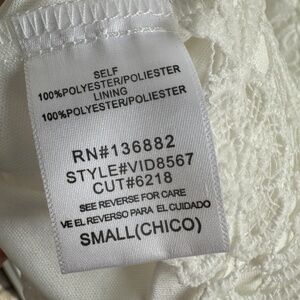 SELF
100%POLYESTER/POLIESTER
LINING
100%POLYESTER/POLIESTER
RN#136882
STYLE#VID8567
CUT#6218
SEE REVERSE FOR CARE
VE EL REVERSO PARA EL CUIDADO
SMALL(CHICO)